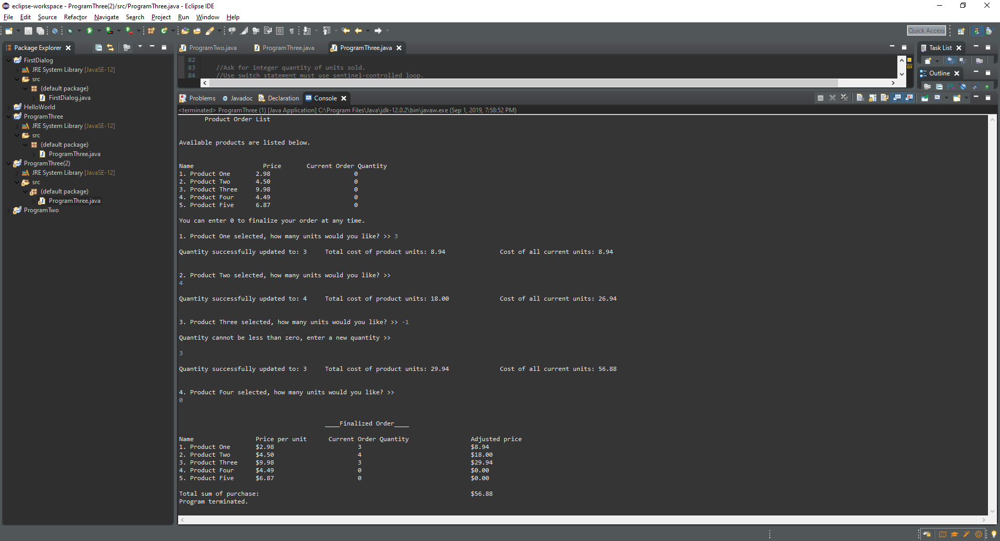 eclipse-workspace - ProgramThree(2)/src/ProgramThree.java - Eclipse IDE
File Edit Source Refactor Navigate Search Project Run Window Help
Quick Access
Package Explorer
FirstDialog
JRE System Library [JavaSE-12]
src
(default package)
FirstDialog.java
HelloWorld
ProgramThree
JRE System Library [JavaSE-12]
src
(default package)
ProgramThree.java
ProgramThree(2)
JRE System Library [JavaSE-12]
src
(default package)
ProgramThree.java
ProgramTwo
ProgramTwo.java ProgramThree.java ProgramThree.java
82
83 //Ask for integer quantity of units sold.
84 //Use switch statement must use sentinel-controlled loop.
Task List
Outline
Problems Javadoc Declaration Console
<terminated> ProgramThree (1) [Java Application] C:\Program Files\Java\jdk-12.0.2\bin\javaw.exe (Sep 1, 2019, 7:58:52 PM)
Product Order List
Available products are listed below.
Name Price Current Order Quantity
1. Product One 2.98 0
2. Product Two 4.50 0
3. Product Three 9.98 0
4. Product Four 4.49 0
5. Product Five 6.87 0
You can enter 0 to finalize your order at any time.
1. Product One selected, how many units would you like? >> 3
Quantity successfully updated to: 3 Total cost of product units: 8.94 Cost of all current units: 8.94
2. Product Two selected, how many units would you like? >>
4
Quantity successfully updated to: 4 Total cost of product units: 18.00 Cost of all current units: 26.94
3. Product Three selected, how many units would you like? >> -1
Quantity cannot be less than zero, enter a new quantity >>
3
Quantity successfully updated to: 3 Total cost of product units: 29.94 Cost of all current units: 56.88
4. Product Four selected, how many units would you like? >>
0
____Finalized Order____
Name Price per unit Current Order Quantity Adjusted price
1. Product One $2.98 3 $8.94
2. Product Two $4.50 4 $18.00
3. Product Three $9.98 3 $29.94
4. Product Four $4.49 0 $0.00
5. Product Five $6.87 0 $0.00
Total sum of purchase: $56.88
Program terminated.